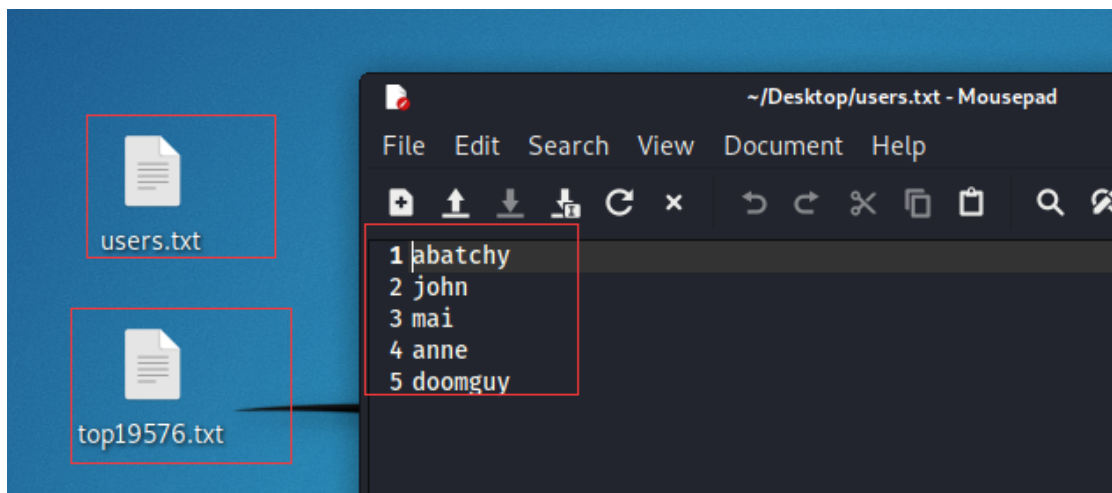 users.txt
top19576.txt
~/Desktop/users.txt - Mousepad
File Edit Search View Document Help
1 abatchy
2 john
3 mai
4 anne
5 doomguy